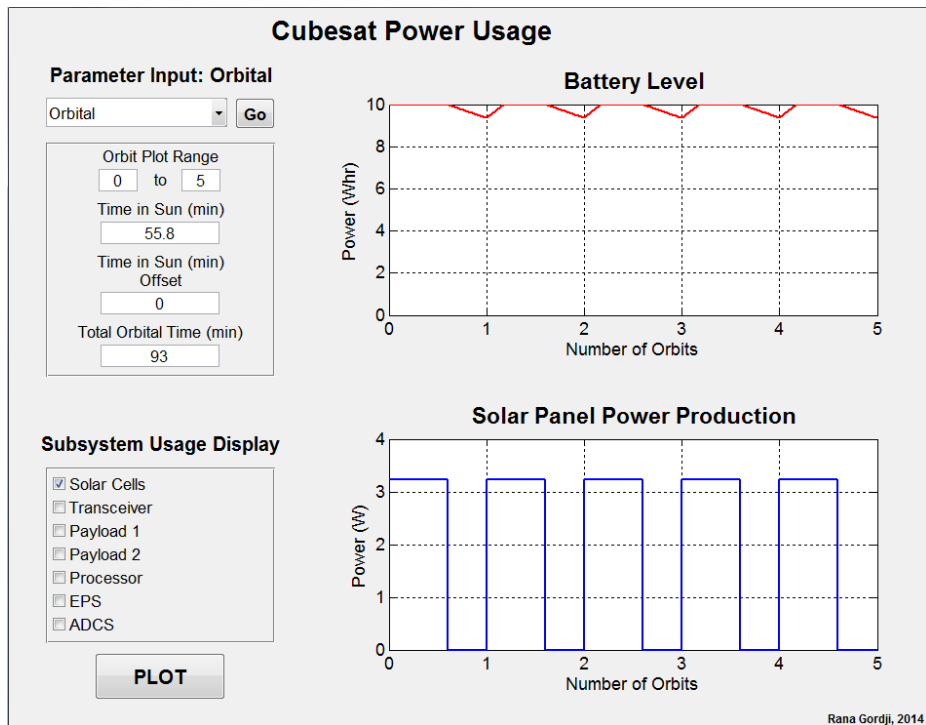 Cubesat Power Usage
Parameter Input: Orbital
Orbital
Go
Orbit Plot Range
0 to 5
Time in Sun (min)
55.8
Time in Sun (min)
Offset
0
Total Orbital Time (min)
93
Subsystem Usage Display
Solar Cells
Transceiver
Payload 1
Payload 2
Processor
EPS
ADCS
PLOT
Battery Level
Power (Whr)
10
8
6
4
2
0
0 1 2 3 4 5
Number of Orbits
Solar Panel Power Production
Power (W)
4
3
2
1
0
0 1 2 3 4 5
Number of Orbits
Rana Gordji, 2014